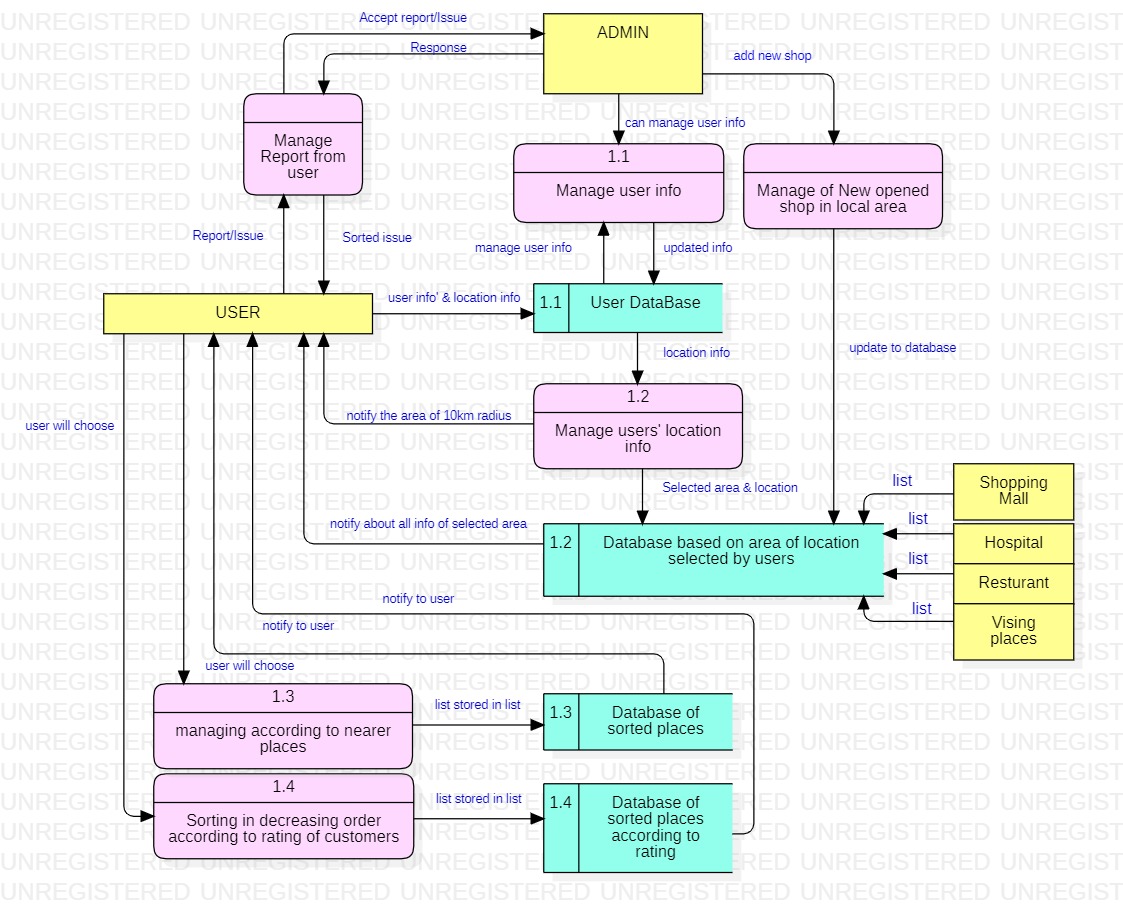 Accept report/Issue
ADMIN
Response
add new shop
can manage user info
Manage
Report from
user
1.1
Manage user info
Manage of New opened
shop in local area
Report/Issue
Sorted issue
manage user info
updated info
USER
user info' & location info
1.1
User DataBase
location info
update to database
1.2
Manage users' location
info
notify the area of 10km radius
user will choose
Selected area & location
list
Shopping
Mall
notify about all info of selected area
1.2
Database based on area of location
selected by users
list
Hospital
list
Resturant
list
Vising
places
notify to user
notify to user
user will choose
1.3
managing according to nearer
places
list stored in list
1.3
Database of
sorted places
1.4
Sorting in decreasing order
according to rating of customers
list stored in list
1.4
Database of
sorted places
according to
rating
UNREGISTERED